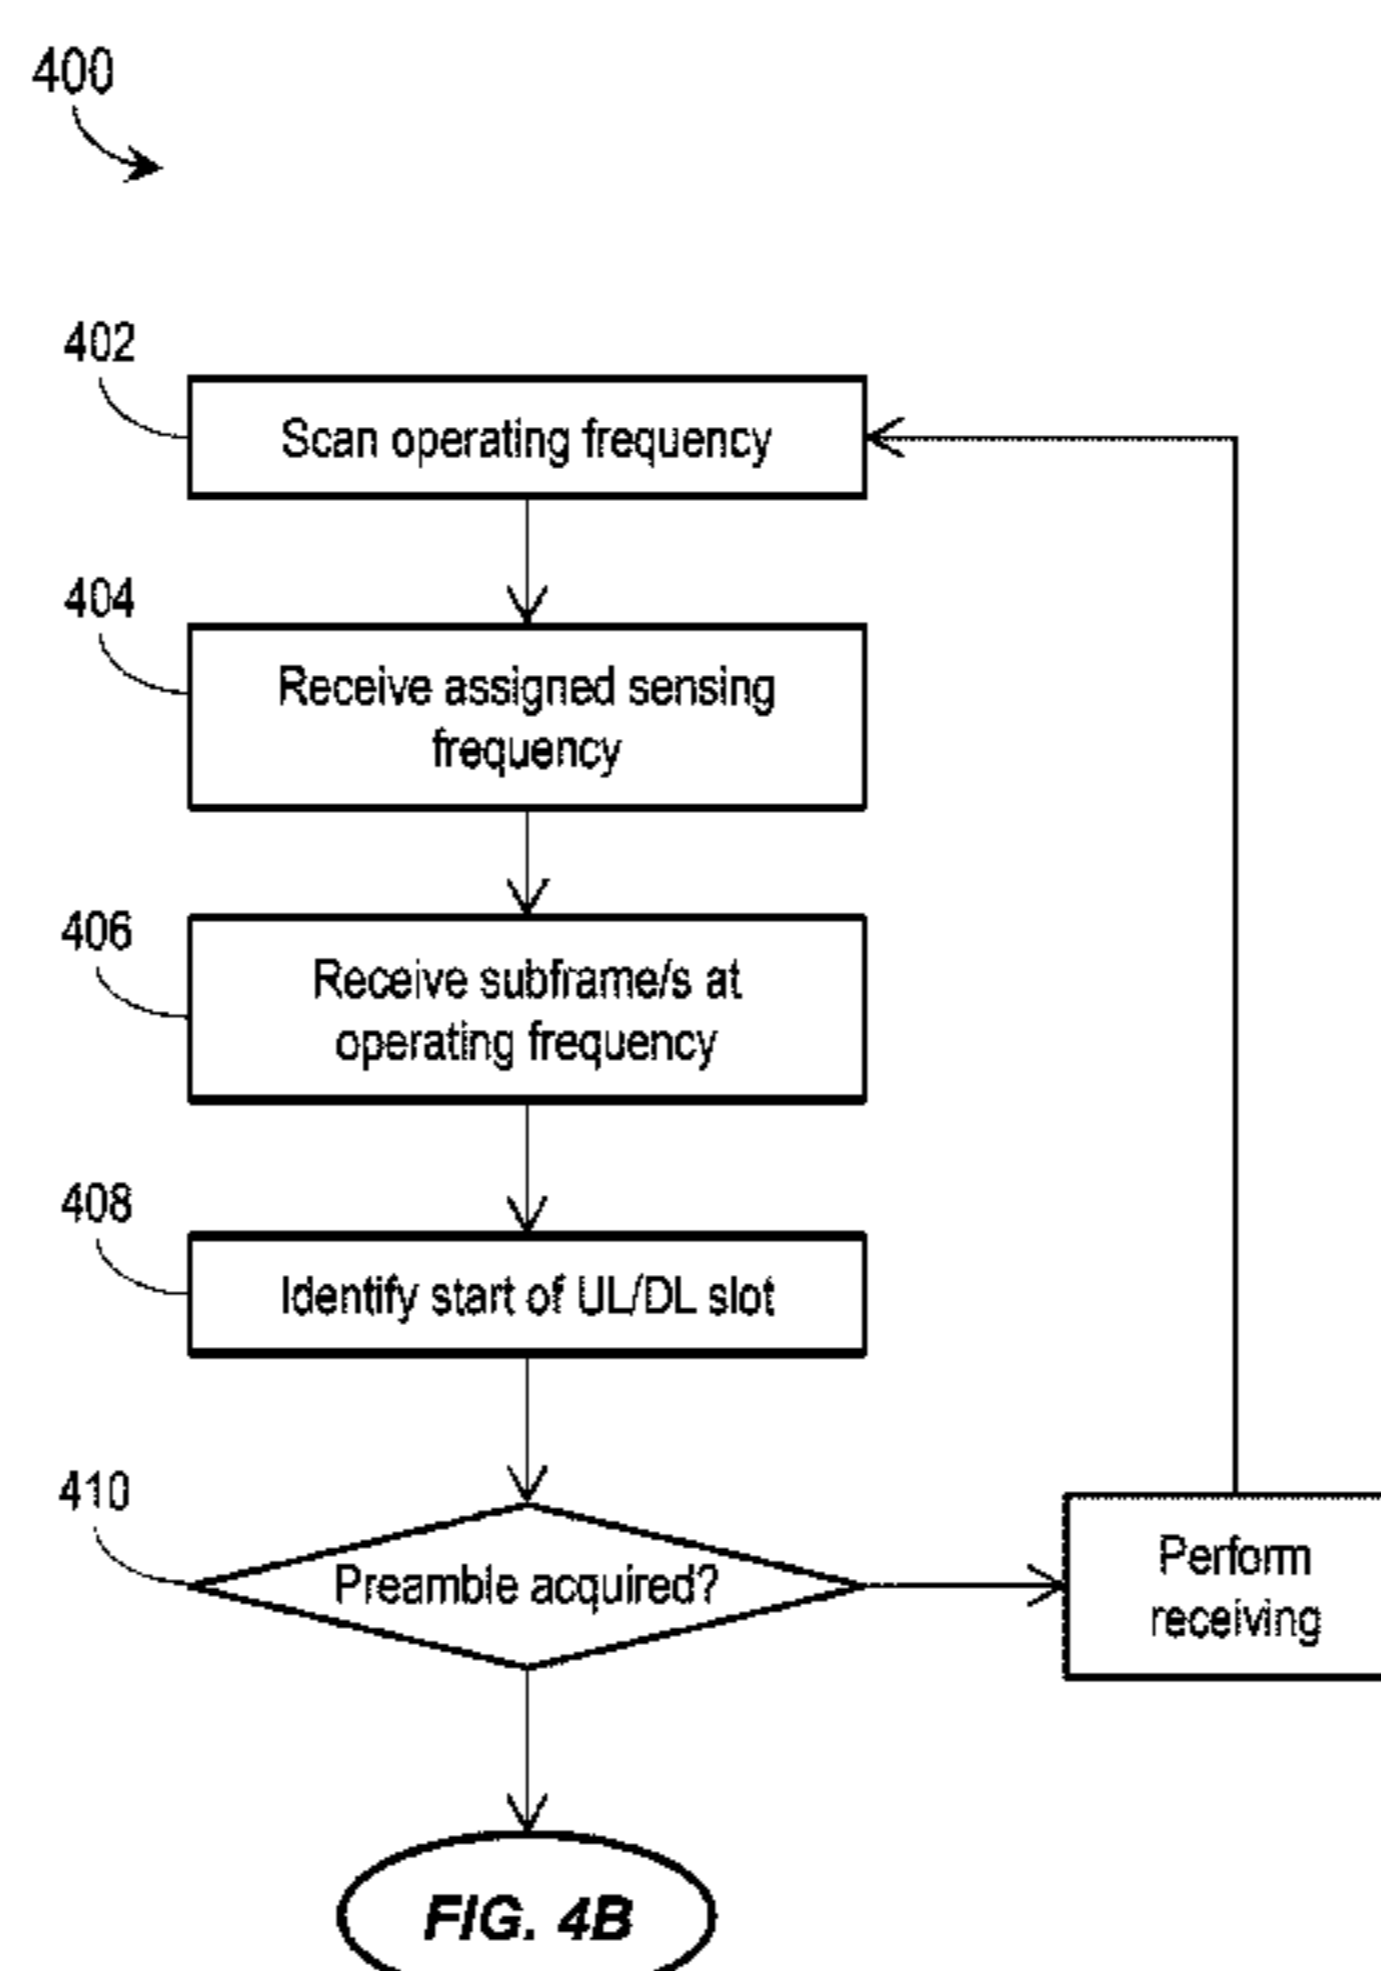 400
402
Scan operating frequency
404
Receive assigned sensing
frequency
406
Receive subframe/s at
operating frequency
408
Identify start of UL/DL slot
410
Preamble acquired?
Perform
receiving
FIG. 4B